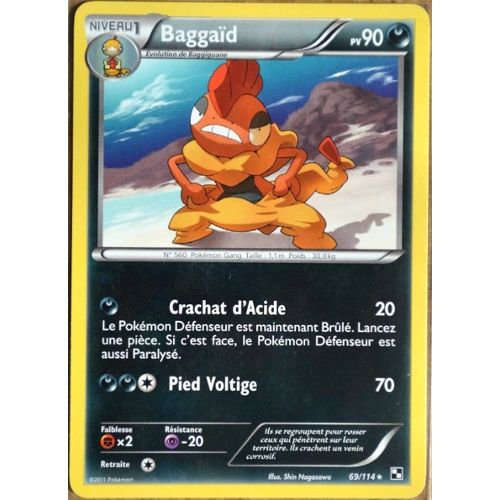 NIVEAU 1
Baggaïd
PV 90
Évolution de Baggiguane
N° 560 Pokémon Gang Taille : 1,1m Poids : 30,0kg
Crachat d'Acide 20
Le Pokémon Défenseur est maintenant Brûlé. Lancez
une pièce. Si c'est face, le Pokémon Défenseur est
aussi Paralysé.
Pied Voltige 70
Faiblesse
×2
Résistance
-20
Retraite
Ils se regroupent pour rosser
ceux qui pénètrent sur leur
territoire. Ils crachent un venin
corrosif.
©2011 Pokémon
Illus. Shin Nagasawa
69/114 ★